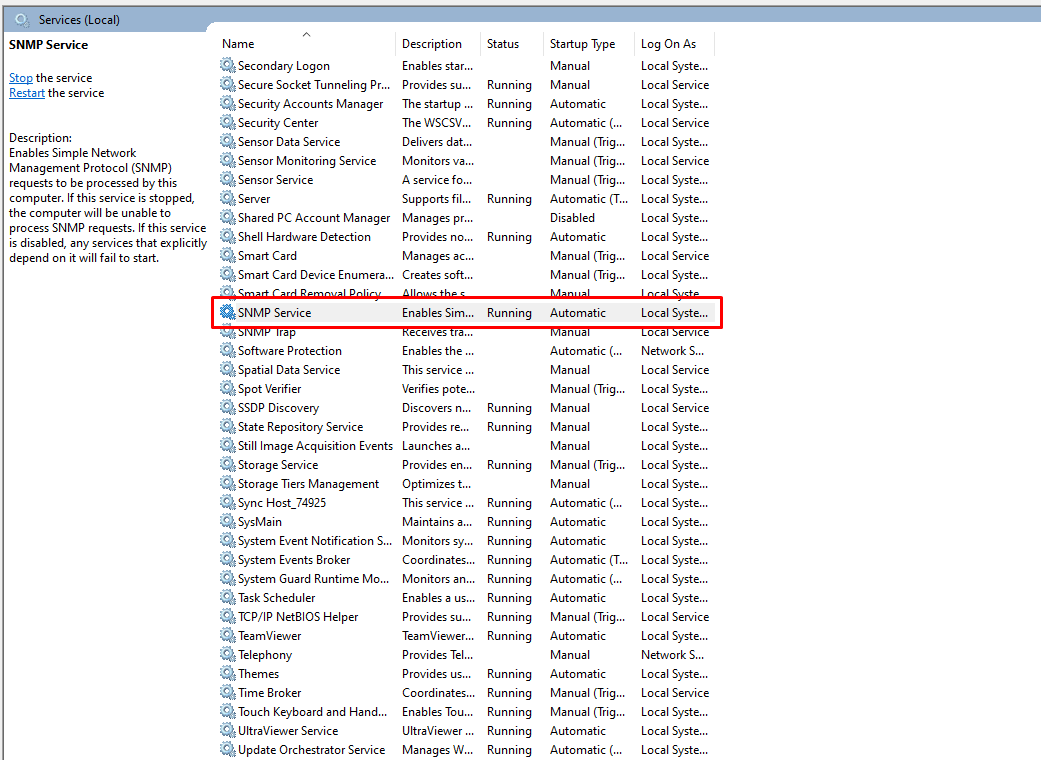 Services (Local)
SNMP Service
Stop the service
Restart the service
Description:
Enables Simple Network
Management Protocol (SNMP)
requests to be processed by this
computer. If this service is stopped,
the computer will be unable to
process SNMP requests. If this service
is disabled, any services that explicitly
depend on it will fail to start.
Name Description Status Startup Type Log On As
Secondary Logon Enables star... Manual Local Syste...
Secure Socket Tunneling Pr... Provides su... Running Manual Local Service
Security Accounts Manager The startup ... Running Automatic Local Syste...
Security Center The WSCSV... Running Automatic (... Local Service
Sensor Data Service Delivers dat... Manual (Trig... Local Syste...
Sensor Monitoring Service Monitors va... Manual (Trig... Local Service
Sensor Service A service fo... Manual (Trig... Local Syste...
Server Supports fil... Running Automatic (T... Local Syste...
Shared PC Account Manager Manages pr... Disabled Local Syste...
Shell Hardware Detection Provides no... Running Automatic Local Syste...
Smart Card Manages ac... Manual (Trig... Local Service
Smart Card Device Enumera... Creates soft... Manual (Trig... Local Syste...
Smart Card Removal Policy Allows the s... Manual Local Syste...
SNMP Service Enables Sim... Running Automatic Local Syste...
SNMP Trap Receives tra... Manual Local Service
Software Protection Enables the ... Automatic (... Network S...
Spatial Data Service This service ... Manual Local Service
Spot Verifier Verifies pote... Manual (Trig... Local Syste...
SSDP Discovery Discovers n... Running Manual Local Service
State Repository Service Provides re... Running Manual Local Syste...
Still Image Acquisition Events Launches a... Manual Local Syste...
Storage Service Provides en... Running Manual (Trig... Local Syste...
Storage Tiers Management Optimizes t... Manual Local Syste...
Sync Host_74925 This service ... Running Automatic (... Local Syste...
SysMain Maintains a... Running Automatic Local Syste...
System Event Notification S... Monitors sy... Running Automatic Local Syste...
System Events Broker Coordinates... Running Automatic (T... Local Syste...
System Guard Runtime Mo... Monitors an... Running Automatic (... Local Syste...
Task Scheduler Enables a us... Running Automatic Local Syste...
TCP/IP NetBIOS Helper Provides su... Running Manual (Trig... Local Service
TeamViewer TeamViewer... Running Automatic Local Syste...
Telephony Provides Tel... Manual Network S...
Themes Provides us... Running Automatic Local Syste...
Time Broker Coordinates... Running Manual (Trig... Local Service
Touch Keyboard and Hand... Enables Tou... Running Manual (Trig... Local Syste...
UltraViewer Service UltraViewer ... Running Automatic Local Syste...
Update Orchestrator Service Manages W... Running Automatic (... Local Syste...